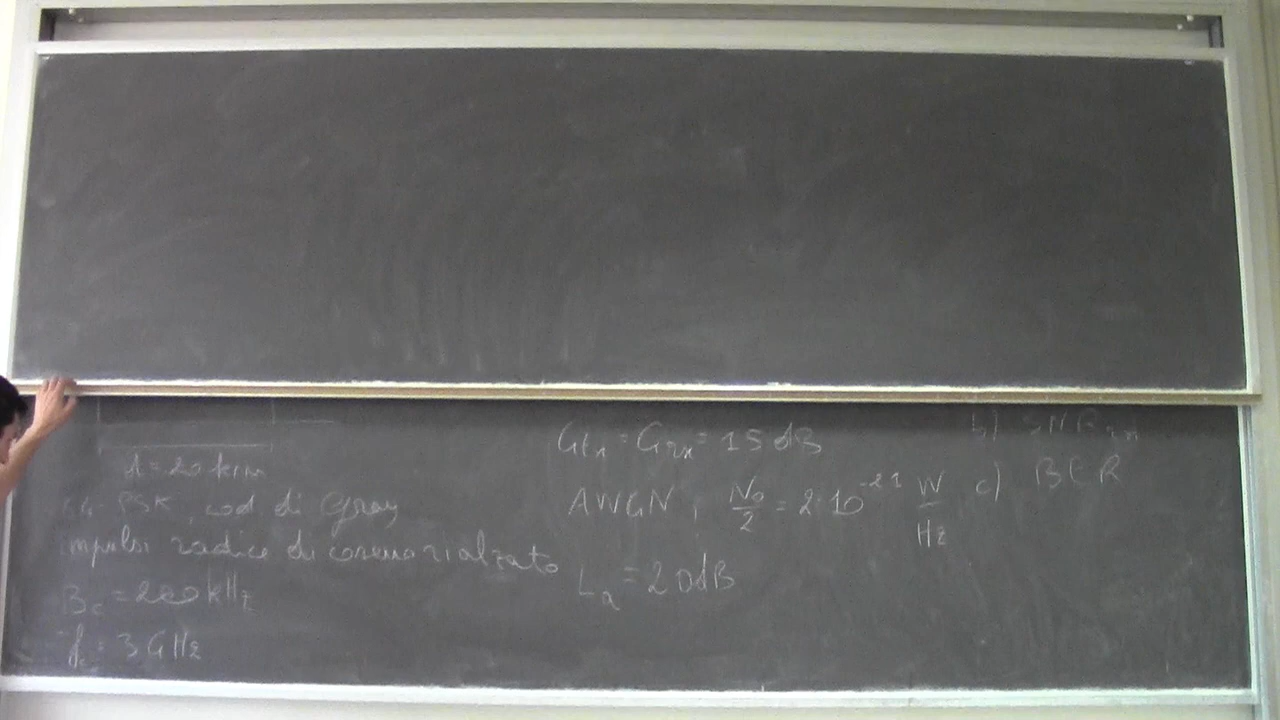 d = 20 km
64-PSK, cod. di Gray
impulsi radice di coseno rialzato
Bc = 200 kHz
fc = 3 GHz
Gtx = Grx = 15 dB
AWGN, N0/2 = 2·10^-21 W/Hz
La = 20 dB
b) SNRrx
c) BER